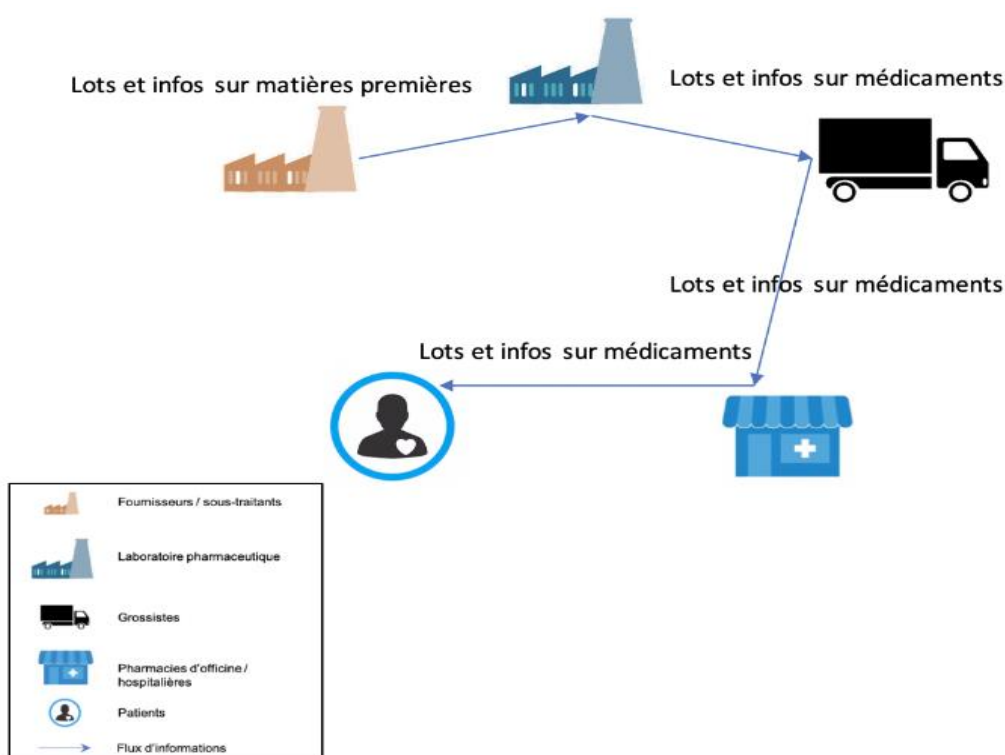 Lots et infos sur matières premières
Lots et infos sur médicaments
Lots et infos sur médicaments
Lots et infos sur médicaments
Fournisseurs / sous-traitants
Laboratoire pharmaceutique
Grossistes
Pharmacies d'officine /
hospitalières
Patients
Flux d'informations